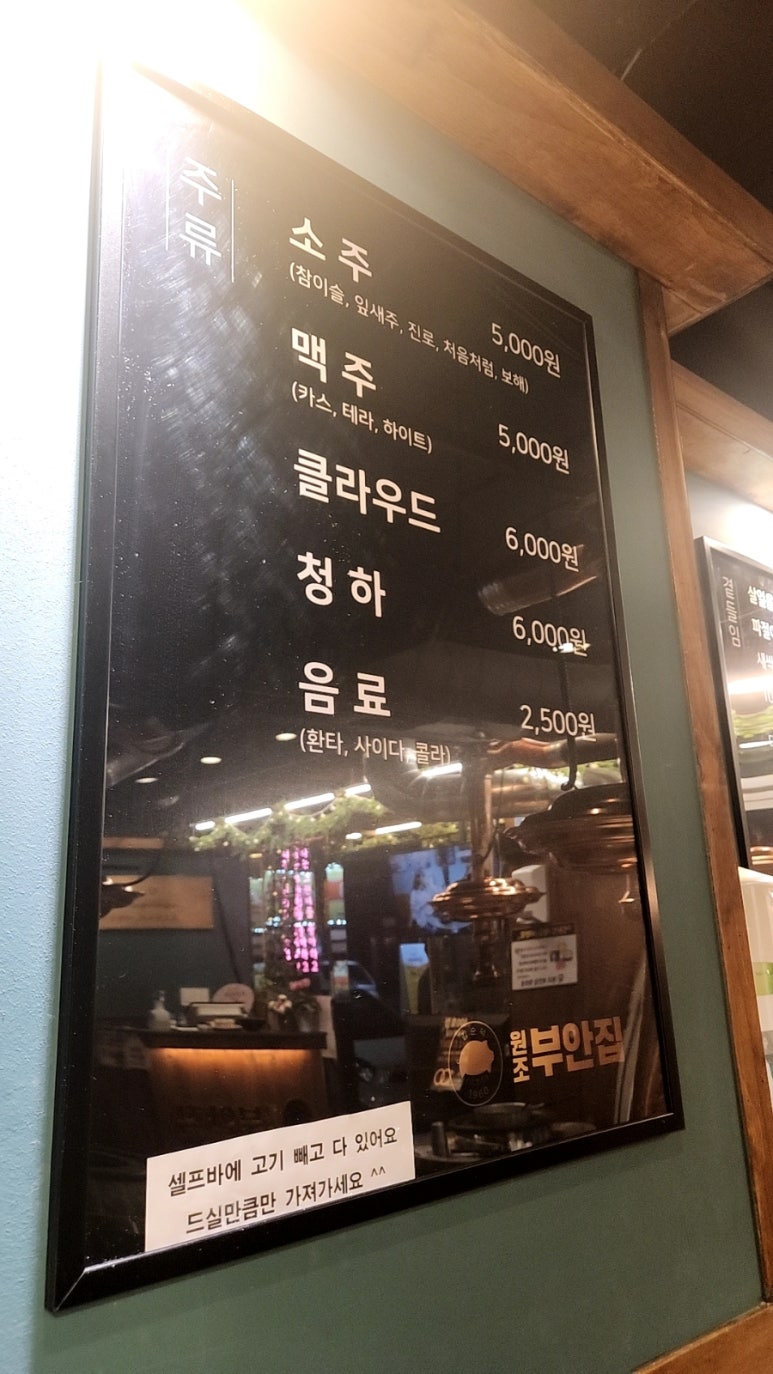 주류
소주
5,000원
(참이슬, 잎새주, 진로, 처음처럼, 보해)
맥주
5,000원
(카스, 테라, 하이트)
클라우드
6,000원
청하
6,000원
음료
2,500원
(환타, 사이다, 콜라)
1960
원조 부안집
셀프바에 고기 빼고 다 있어요
드실만큼만 가져가세요 ^^
곁들임